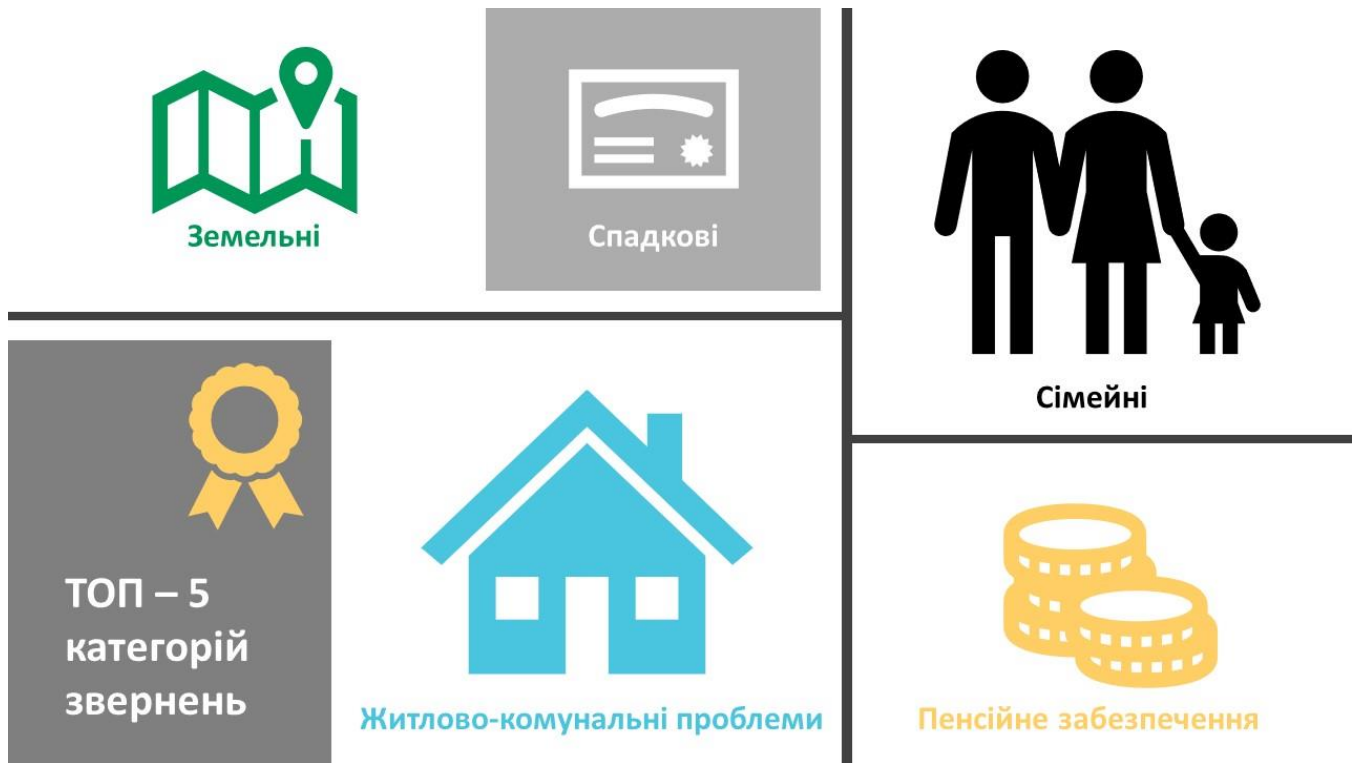 Земельні
Спадкові
Сімейні
ТОП – 5
категорій
звернень
Житлово-комунальні проблеми
Пенсійне забезпечення